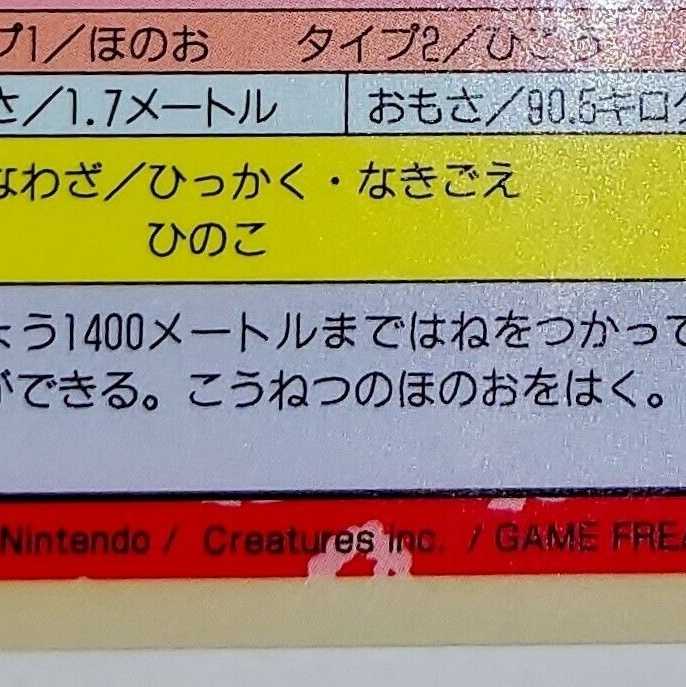 プ1／ほのお タイプ2／ひこう
さ／1.7メートル おもさ／90.5キログ
なわざ／ひっかく・なきごえ
ひのこ
ょう1400メートルまではねをつかって
ができる。こうねつのほのおをはく。
Nintendo / Creatures inc. / GAME FREA